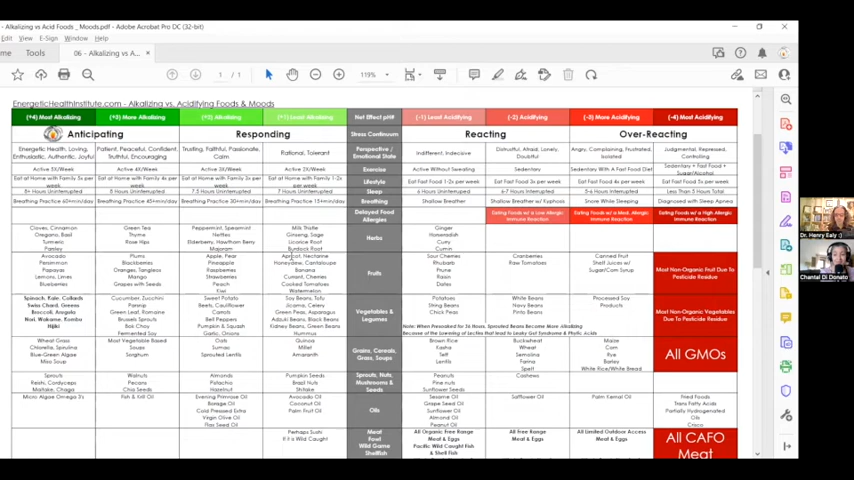 - Alkalizing vs Acid Foods _ Moods.pdf - Adobe Acrobat Pro DC (32-bit)
Edit View E-Sign Window Help
me Tools 06 - Alkalizing vs A... ×
1 / 1 119%
EnergeticHealthInstitute.com - Alkalizing vs. Acidifying Foods & Moods
(+4) Most Alkalizing (+3) More Alkalizing (+2) Alkalizing (+1) Least Alkalizing Net Effect pH (-1) Least Acidifying (-2) Acidifying (-3) More Acidifying (-4) Most Acidifying
Anticipating Responding Stress Continuum Reacting Over-Reacting
Energetic Health, Loving, Enthusiastic, Authentic, Joyful
Patient, Peaceful, Confident, Truthful, Encouraging
Trusting, Faithful, Passionate, Calm
Rational, Tolerant
Perspective / Emotional State
Indifferent, Indecisive
Distrustful, Afraid, Lonely, Doubtful
Angry, Complaining, Frustrated, Isolated
Judgmental, Repressed, Controlling
Active 5X/Week Active 4X/Week Active 3X/Week Active 2X/Week Exercise Active Without Sweating Sedentary Sedentary With A Fast Food Diet Sedentary + Fast Food + Sugar/Alcohol
Eat at Home with Family 5x per week Eat at Home with Family 4x per week Eat at Home with Family 2x per week Eat at Home with Family 1-2x per week Lifestyle Eat Fast Food 1-2x per week Eat Fast Food 3x per week Eat Fast Food 4x per week Eat Fast Food 5x per week
8+ Hours Uninterrupted 8 Hours Uninterrupted 7.5 Hours Uninterrupted 7 Hours Uninterrupted Sleep 6 Hours Uninterrupted 6-7 Hours Interrupted 5-6 Hours Interrupted Less Than 5 Hours Total
Breathing Practice 60+min/day Breathing Practice 45+min/day Breathing Practice 30+min/day Breathing Practice 15+min/day Breathing Shallow Breather Shallow Breather w/ Kyphosis Snore While Sleeping Diagnosed with Sleep Apnea
Delayed Food Allergies Eating Foods w/ a Low Allergic Immune Reaction Eating Foods w/ a Mod. Allergic Immune Reaction Eating Foods w/ a High Allergic Immune Reaction
Cloves, Cinnamon
Oregano, Basil
Turmeric
Parsley
Green Tea
Thyme
Rose Hips
Peppermint, Spearmint
Nettles
Elderberry, Hawthorn Berry
Marjoram
Milk Thistle
Ginseng, Sage
Licorice Root
Burdock Root
Herbs
Ginger
Horseradish
Curry
Cumin
Avocado
Persimmon
Papayas
Lemons, Limes
Blueberries
Plums
Blackberries
Oranges, Tangelos
Mango
Grapes with Seeds
Apple, Pear
Pineapple
Raspberries
Strawberries
Peach
Kiwi
Apricot, Nectarine
Honeydew, Cantaloupe
Banana
Currant, Cherries
Cooked Tomatoes
Watermelon
Fruits
Sour Cherries
Rhubarb
Prune
Raisin
Dates
Cranberries
Raw Tomatoes
Canned Fruit
Shelf Juices w/
Sugar/Corn Syrup
Most Non-Organic Fruit Due To Pesticide Residue
Spinach, Kale, Collards
Swiss Chard, Greens
Broccoli, Arugula
Nori, Wakame, Kombu
Hijiki
Cucumber, Zucchini
Parsnip
Green Leaf, Romaine
Brussels Sprouts
Bok Choy
Fermented Soy
Sweet Potato
Cauliflower
Carrots
Bell Peppers
Pumpkin & Squash
Garlic, Onions
Soy Beans, Tofu
Jicama, Celery
Green Peas, Asparagus
Adzuki Beans, Black Beans
Kidney Beans, Green Beans
Hummus
Vegetables & Legumes
Potatoes
String Beans
Chick Peas
White Beans
Navy Beans
Pinto Beans
Processed Soy
Products
Note: When Presoaked for 36 Hours, Sprouted Beans Become More Alkalizing
Because of the Leaching of Lectins that lead to Leaky Gut Syndrome & Phytic Acids
Most Non-Organic Vegetables Due To Pesticide Residue
Wheat Grass
Chlorella, Spirulina
Blue-Green Algae
Miso Soup
Most Vegetable Based
Soups
Sorghum
Oats
Sumac
Sprouted Lentils
Quinoa
Millet
Amaranth
Grains, Cereals, Grass, Soups
Brown Rice
Kasha
Teff
Lentils
Buckwheat
Wheat
Semolina
Farina
Spelt
Maize
Corn
Rye
Barley
White Rice/White Bread
All GMOs
Sprouts
Reishi, Cordyceps
Maitake, Chaga
Walnuts
Pecans
Chia Seeds
Almonds
Pistachio
Hazelnut
Pumpkin Seeds
Brazil Nuts
Shitake
Sprouts, Nuts, Mushrooms & Seeds
Peanuts
Pine nuts
Sunflower Seeds
Cashews
Micro Algae Omega 3's
Fish & Krill Oil
Evening Primrose Oil
Borage Oil
Cold Pressed Extra
Virgin Olive Oil
Flax Seed Oil
Avocado Oil
Coconut Oil
Palm Fruit Oil
Oils
Sesame Oil
Grape Seed Oil
Sunflower Oil
Almond Oil
Peanut Oil
Safflower Oil
Palm Kernel Oil
Fried Foods
Trans Fatty Acids
Partially Hydrogenated
Oils
Crisco
Perhaps Sushi
If it is Wild Caught
Meat
Fowl
Wild Game
Shellfish
All Organic Free Range
Meat & Eggs
Pacific Wild Caught Fish
& Shell Fish
All Free Range
Meat & Eggs
All Limited Outdoor Access
Meat & Eggs
All CAFO
Meat
Dr. Henry Ealy :)
Chantal Di Donato